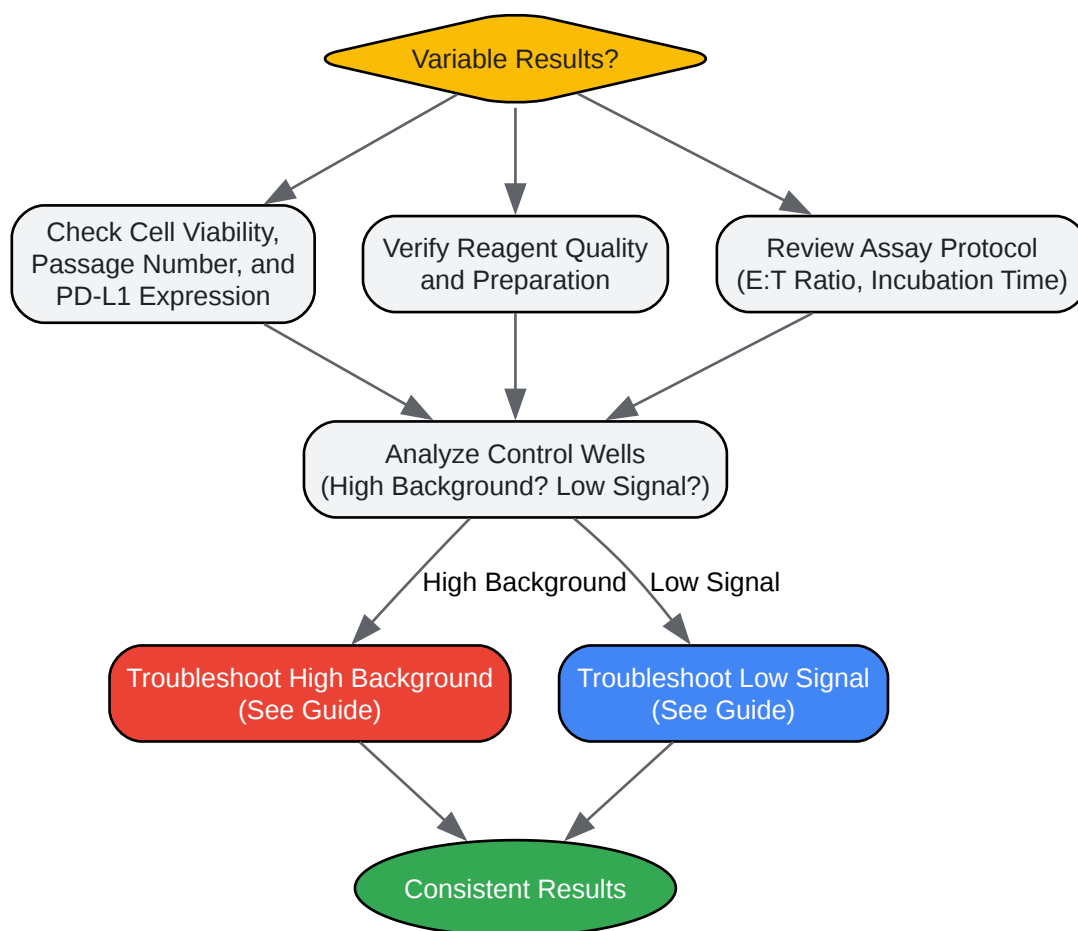 Variable Results?
Check Cell Viability,
Passage Number, and
PD-L1 Expression
Verify Reagent Quality
and Preparation
Review Assay Protocol
(E:T Ratio, Incubation Time)
Analyze Control Wells
(High Background? Low Signal?)
High Background
Low Signal
Troubleshoot High Background
(See Guide)
Troubleshoot Low Signal
(See Guide)
Consistent Results